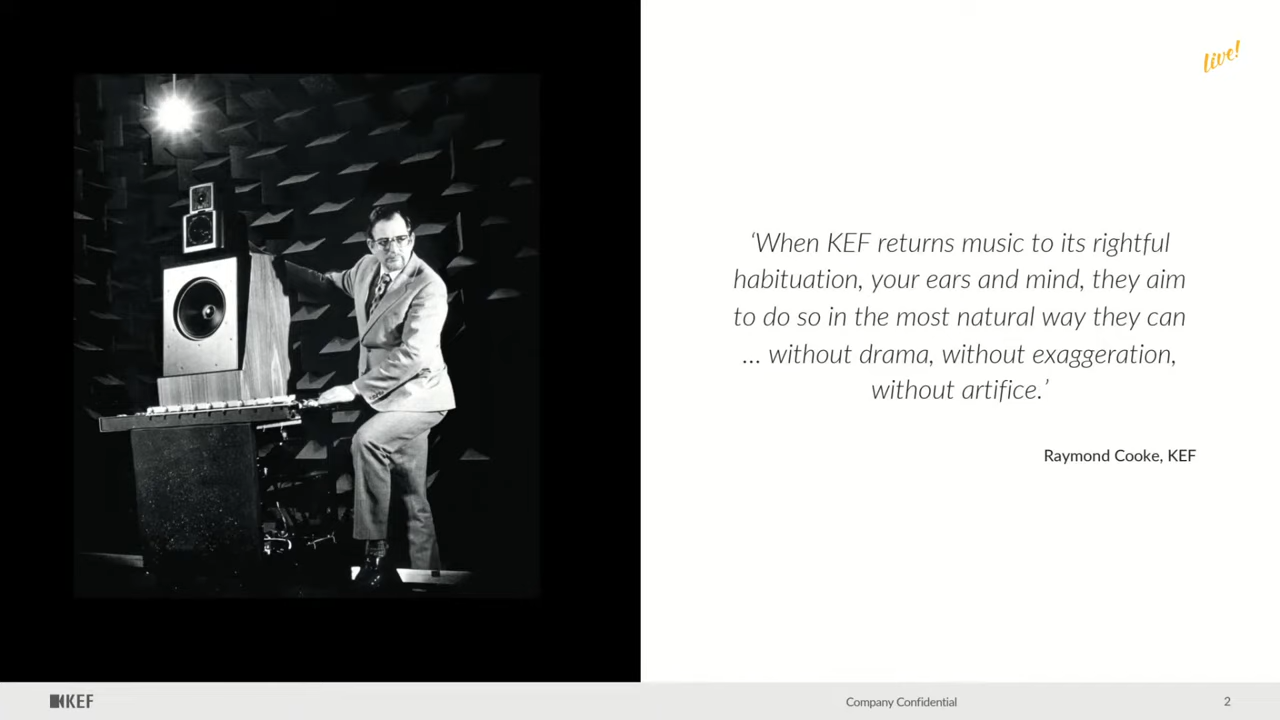 live!
‘When KEF returns music to its rightful
habituation, your ears and mind, they aim
to do so in the most natural way they can
... without drama, without exaggeration,
without artifice.’
Raymond Cooke, KEF
KEF
Company Confidential
2